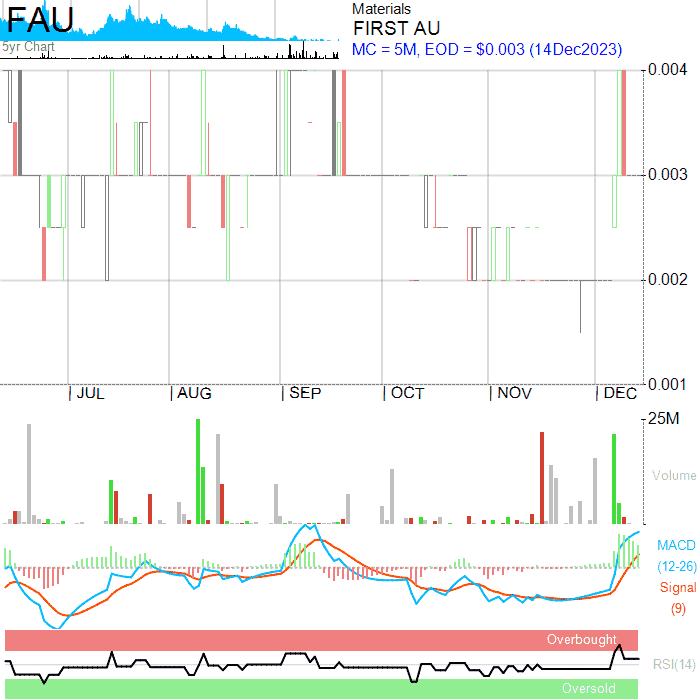 FAU
5yr Chart
Materials
FIRST AU
MC = 5M, EOD = $0.003 (14Dec2023)
0.004
0.003
0.002
0.001
JUL AUG SEP OCT NOV DEC
25M
Volume
MACD
(12-26)
Signal
(9)
Overbought
RSI(14)
Oversold